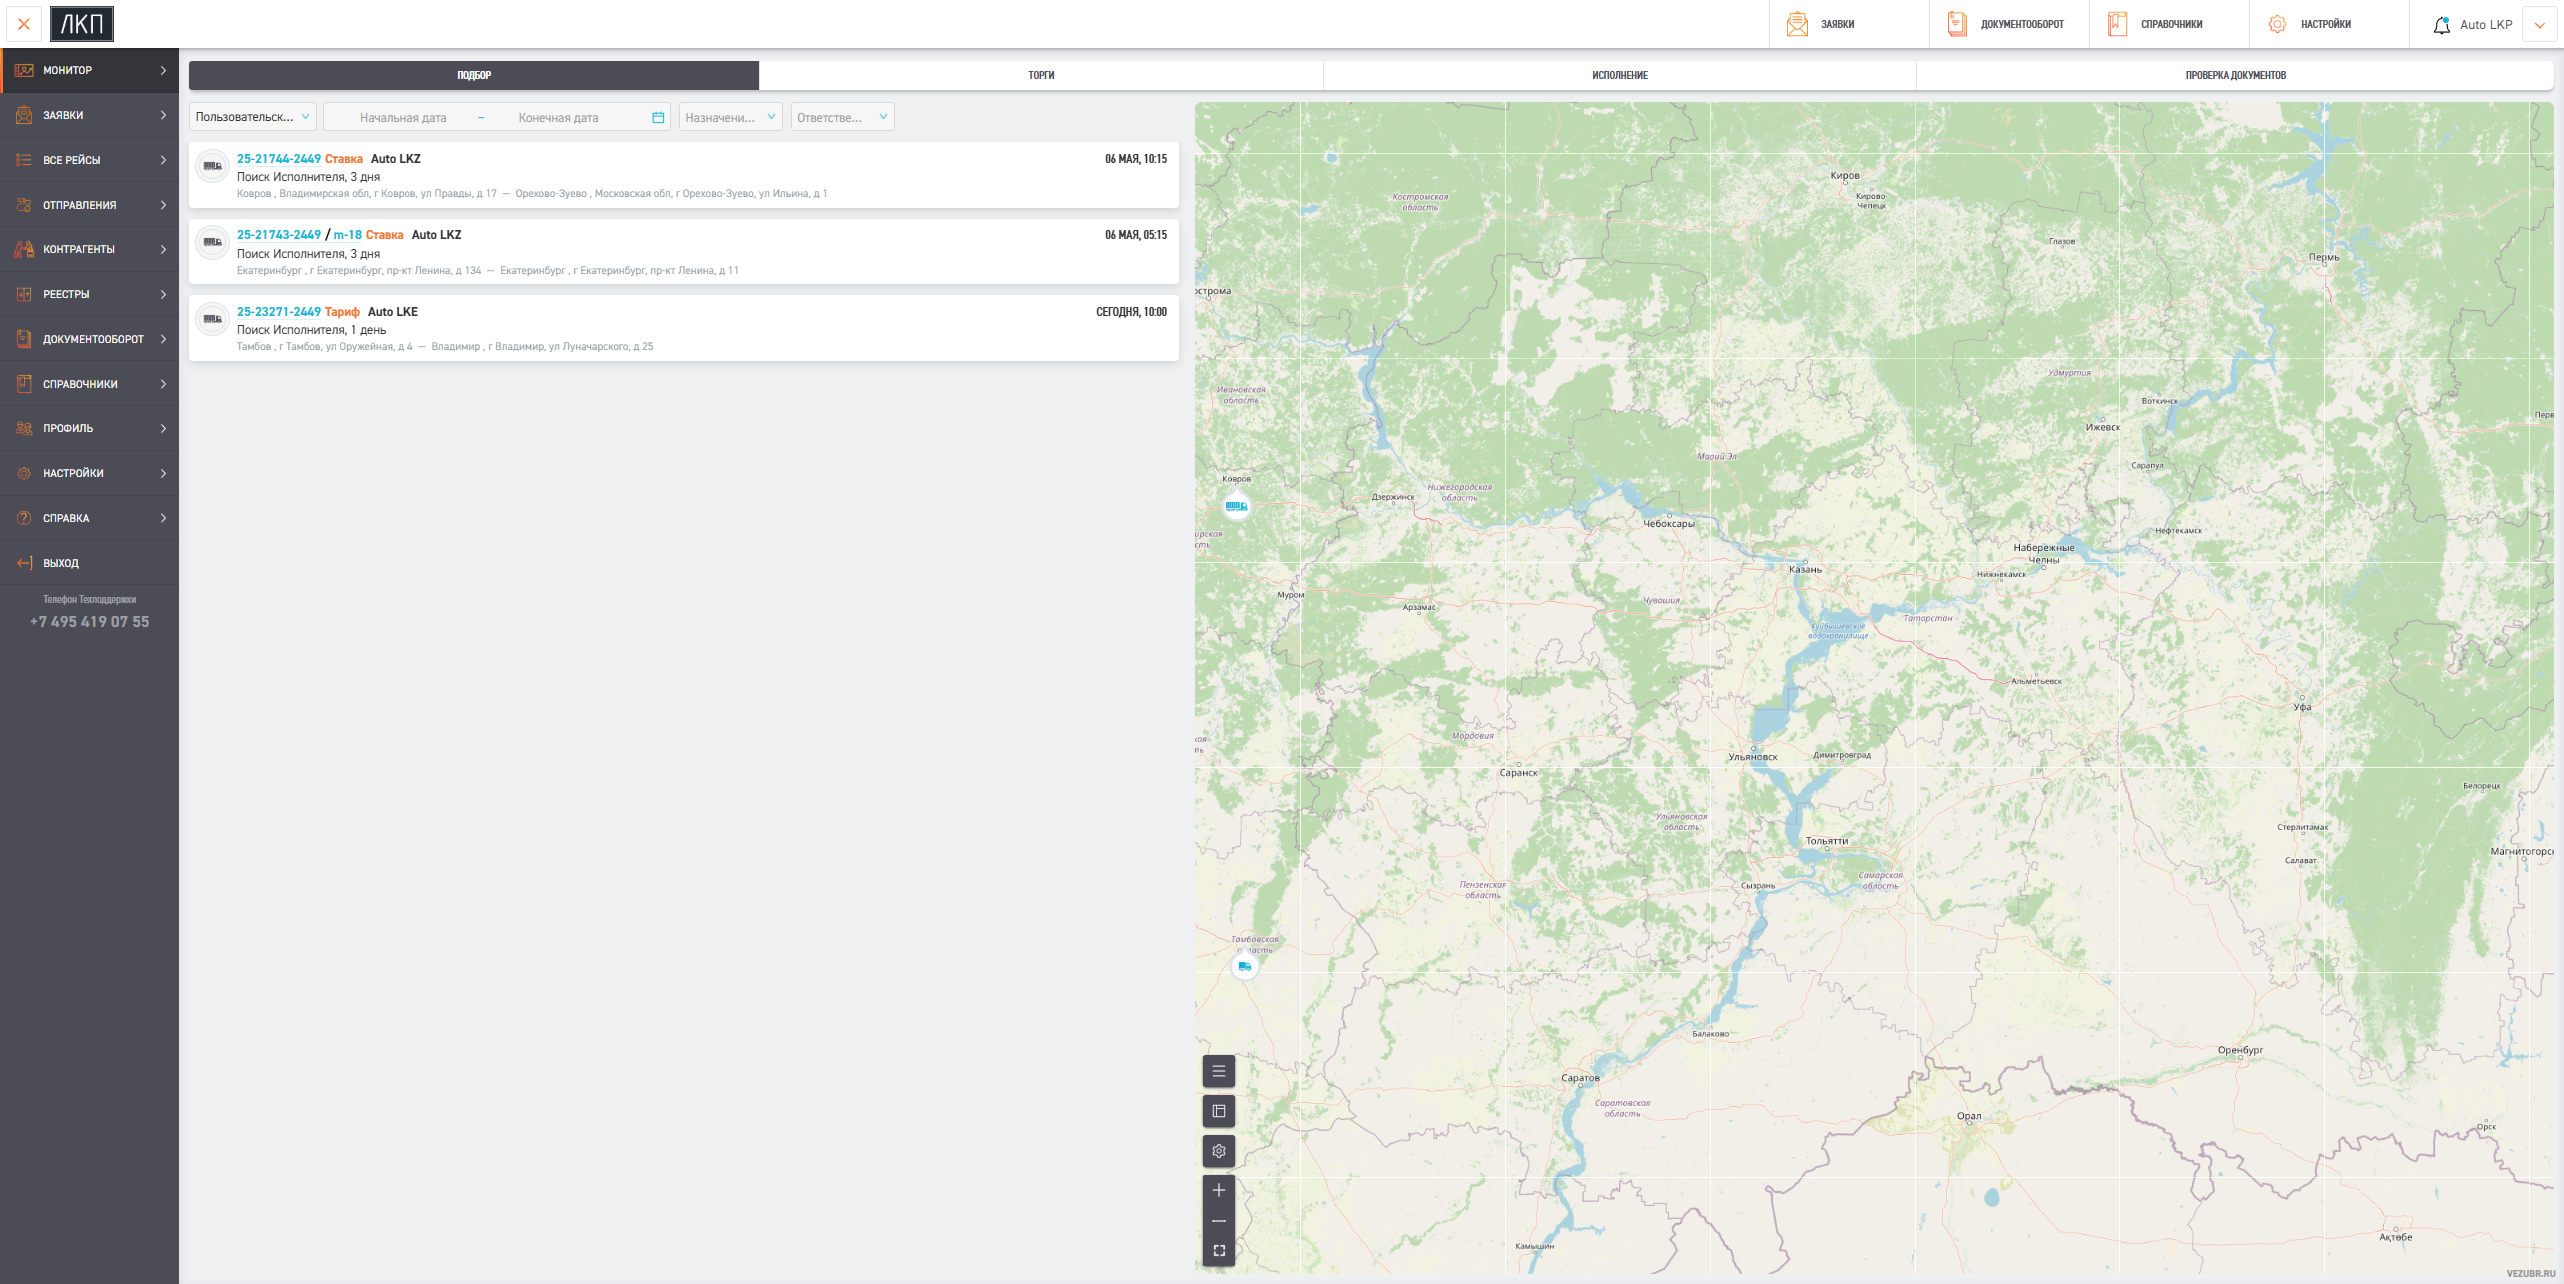 ЛКП
ЗАЯВКИ
ДОКУМЕНТООБОРОТ
СПРАВОЧНИКИ
НАСТРОЙКИ
Auto LKP
МОНИТОР
ЗАЯВКИ
ВСЕ РЕЙСЫ
ОТПРАВЛЕНИЯ
КОНТРАГЕНТЫ
РЕЕСТРЫ
ДОКУМЕНТООБОРОТ
СПРАВОЧНИКИ
ПРОФИЛЬ
НАСТРОЙКИ
СПРАВКА
ВЫХОД
Телефон Техподдержки
+7 495 419 07 55
ПОДБОР
ТОРГИ
ИСПОЛНЕНИЕ
ПРОВЕРКА ДОКУМЕНТОВ
Пользовательск...
Начальная дата – Конечная дата
Назначени...
Ответстве...
25-21744-2449 Ставка Auto LKZ 06 МАЯ, 10:15
Поиск Исполнителя, 3 дня
Ковров , Владимирская обл, г Ковров, ул Правды, д 17 — Орехово-Зуево , Московская обл, г Орехово-Зуево, ул Ильина, д 1
25-21743-2449 / m-18 Ставка Auto LKZ 06 МАЯ, 05:15
Поиск Исполнителя, 3 дня
Екатеринбург , г Екатеринбург, пр-кт Ленина, д 134 — Екатеринбург , г Екатеринбург, пр-кт Ленина, д 11
25-23271-2449 Тариф Auto LKE СЕГОДНЯ, 10:00
Поиск Исполнителя, 1 день
Тамбов , г Тамбов, ул Оружейная, д 4 — Владимир , г Владимир, ул Луначарского, д 25
Киров
Кирово-
Чепецк
Костромская
область
Глазов
Пермь
острома
Удмуртия
Ивановская
область
Воткинск
Перв
Ижевск
Марий Эл
Сарапул
Ковров
Нижегородская
область
Дзержинск
Чебоксары
Нефтекамск
ирская
сть
Набережные
Челны
Казань
Нижнекамск
Муром
Чувашия
Арзамас
Татарстан
Куйбышевское
водохранилище
Альметьевск
Уфа
Мордовия
кая
ть
Ульяновск
Димитровград
Саранск
Белорецк
Ульяновская
область
Стерлитамак
Тольятти
Магнитогорс
Салават
Самарская
область
Сызрань
Пензенская
область
Тамбовская
область
Балаково
Оренбург
Саратов
Саратовская
область
Орал
Орск
Ақтөбе
Камышин
VEZUBR.RU